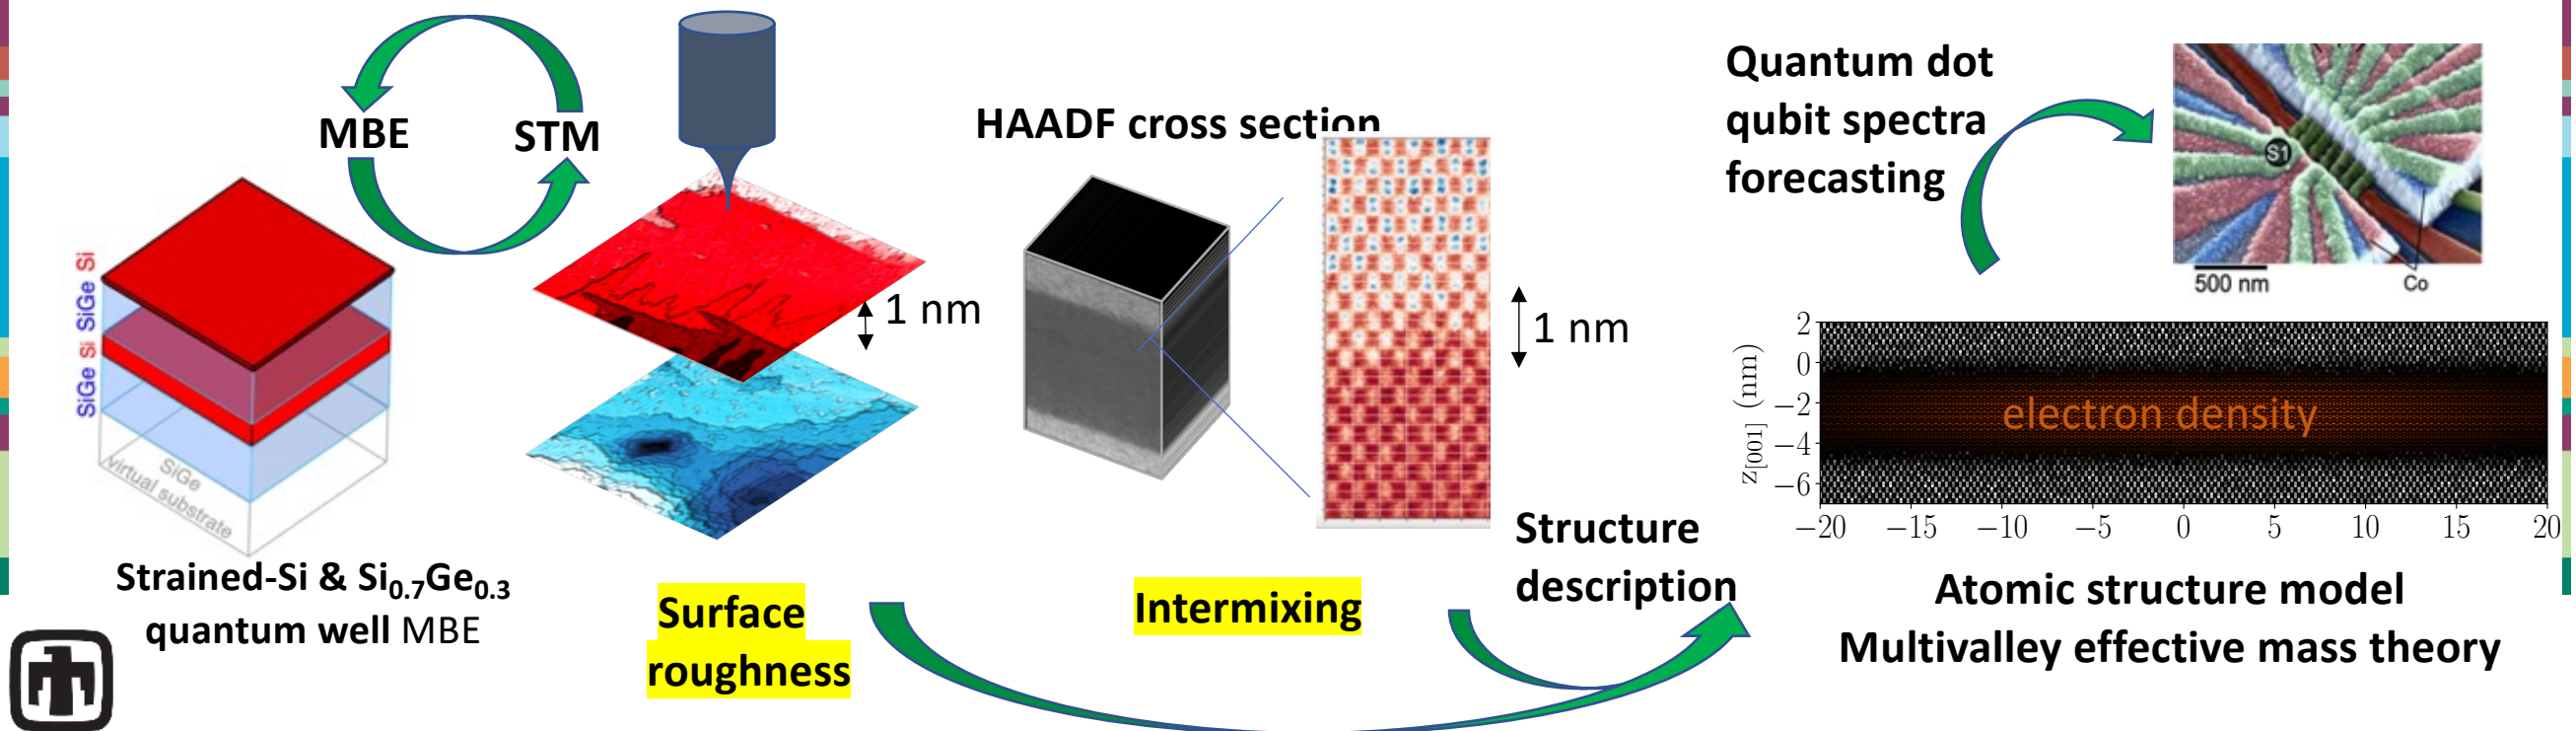 MBE
STM
SiGe Si SiGe Si
SiGe
virtual substrate
Strained-Si & Si₀.₇Ge₀.₃
quantum well MBE
1 nm
Surface
roughness
HAADF cross section
1 nm
Intermixing
Structure
description
Quantum dot
qubit spectra
forecasting
S1
500 nm
Co
z[001] (nm)
2
0
−2
−4
−6
electron density
−20 −15 −10 −5 0 5 10 15 20
Atomic structure model
Multivalley effective mass theory